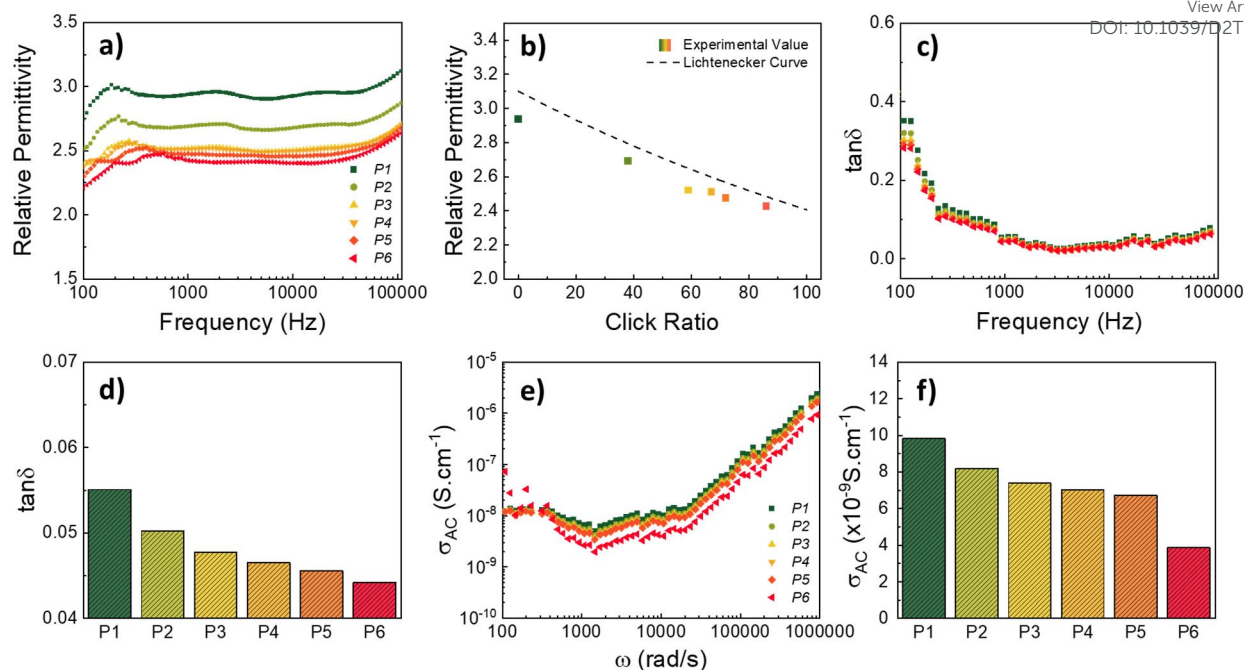 View Ar
DOI: 10.1039/D2T
a)
3.5
3.0
2.5
2.0
1.5
Relative Permittivity
100 1000 10000 100000
Frequency (Hz)
P1
P2
P3
P4
P5
P6
b)
Experimental Value
Lichtenecker Curve
3.4
3.2
3.0
2.8
2.6
2.4
2.2
2.0
Relative Permittivity
0 20 40 60 80 100
Click Ratio
c)
0.6
0.4
0.2
0.0
tanδ
100 1000 10000 100000
Frequency (Hz)
d)
0.07
0.06
0.05
0.04
tanδ
P1 P2 P3 P4 P5 P6
e)
10⁻⁵
10⁻⁶
10⁻⁷
10⁻⁸
10⁻⁹
10⁻¹⁰
σAC (S.cm⁻¹)
100 1000 10000 100000 1000000
ω (rad/s)
P1
P2
P3
P4
P5
P6
f)
14
12
10
8
6
4
2
0
σAC (x10⁻⁹S.cm⁻¹)
P1 P2 P3 P4 P5 P6